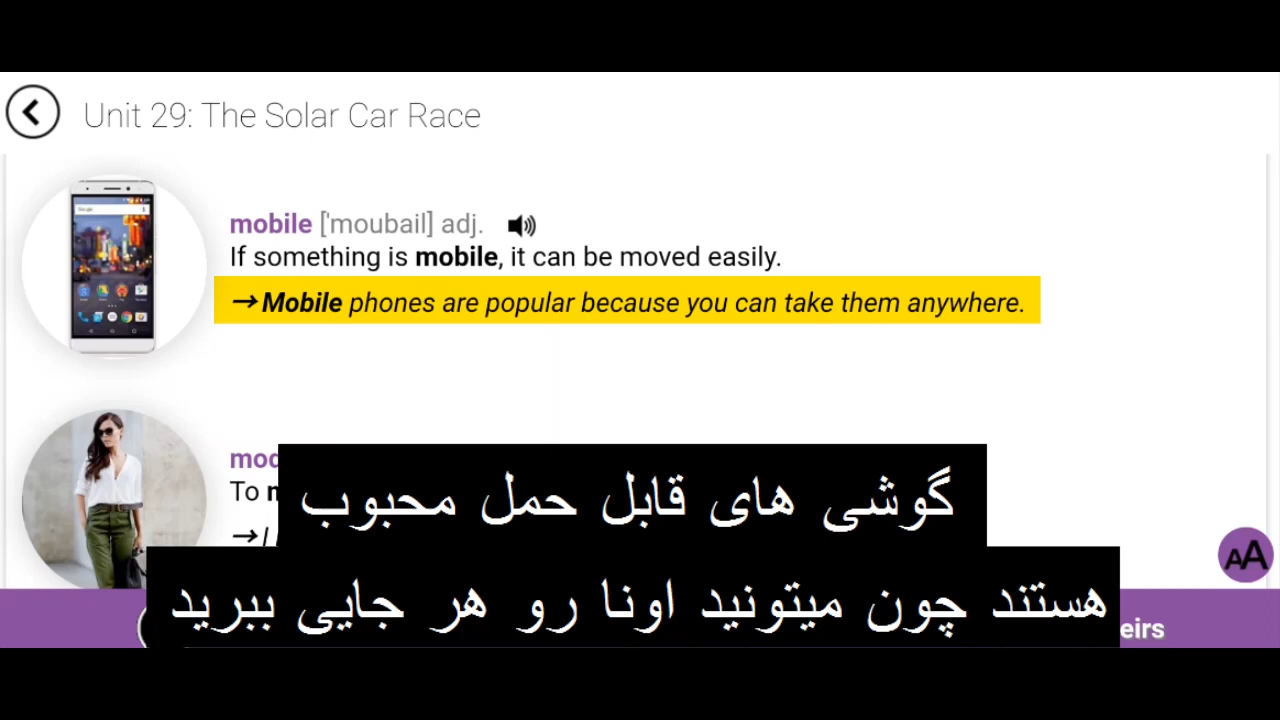 Unit 29: The Solar Car Race
mobile ['moubail] adj.
If something is mobile, it can be moved easily.
→ Mobile phones are popular because you can take them anywhere.
To
گوشی های قابل حمل محبوب
هستند چون میتونید اونا رو هر جایی ببرید
AA